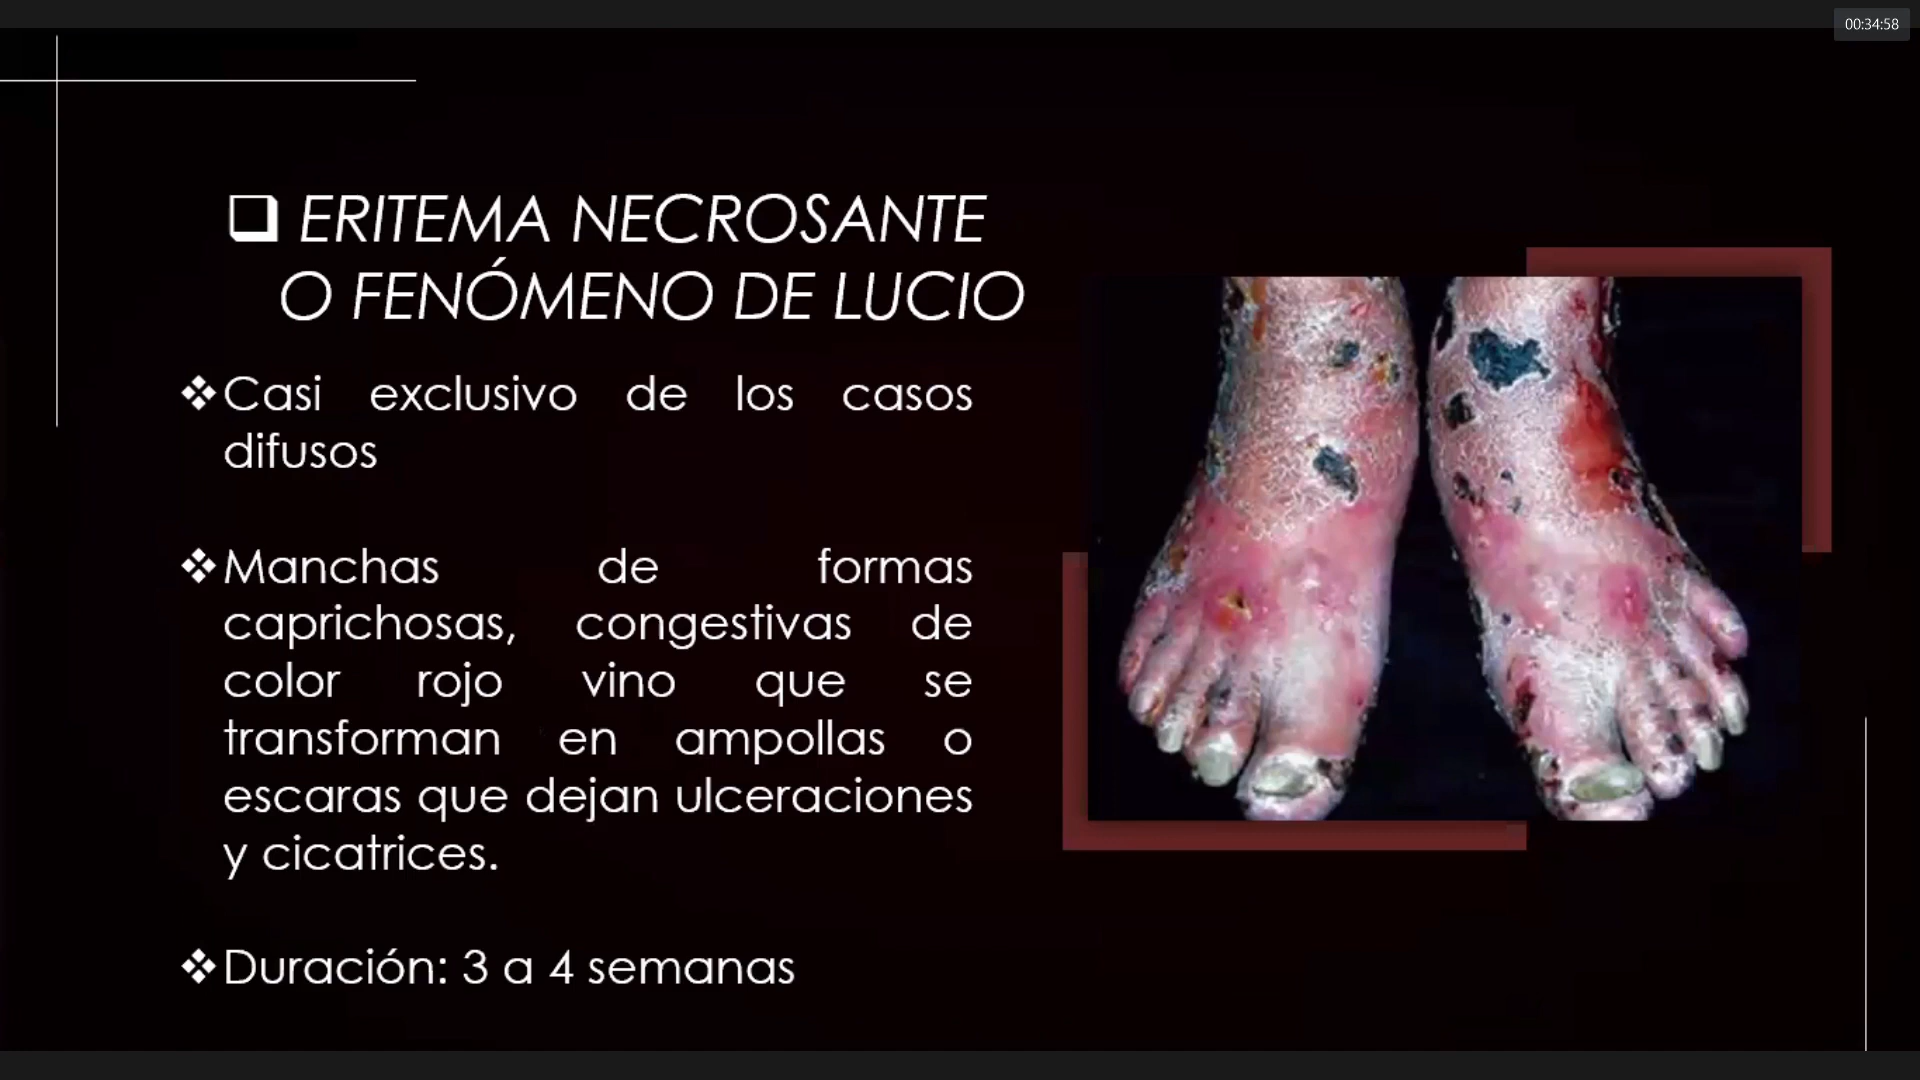 00:34:58
❑ ERITEMA NECROSANTE
O FENÓMENO DE LUCIO
❖Casi exclusivo de los casos
difusos
❖Manchas de formas
caprichosas, congestivas de
color rojo vino que se
transforman en ampollas o
escaras que dejan ulceraciones
y cicatrices.
❖Duración: 3 a 4 semanas